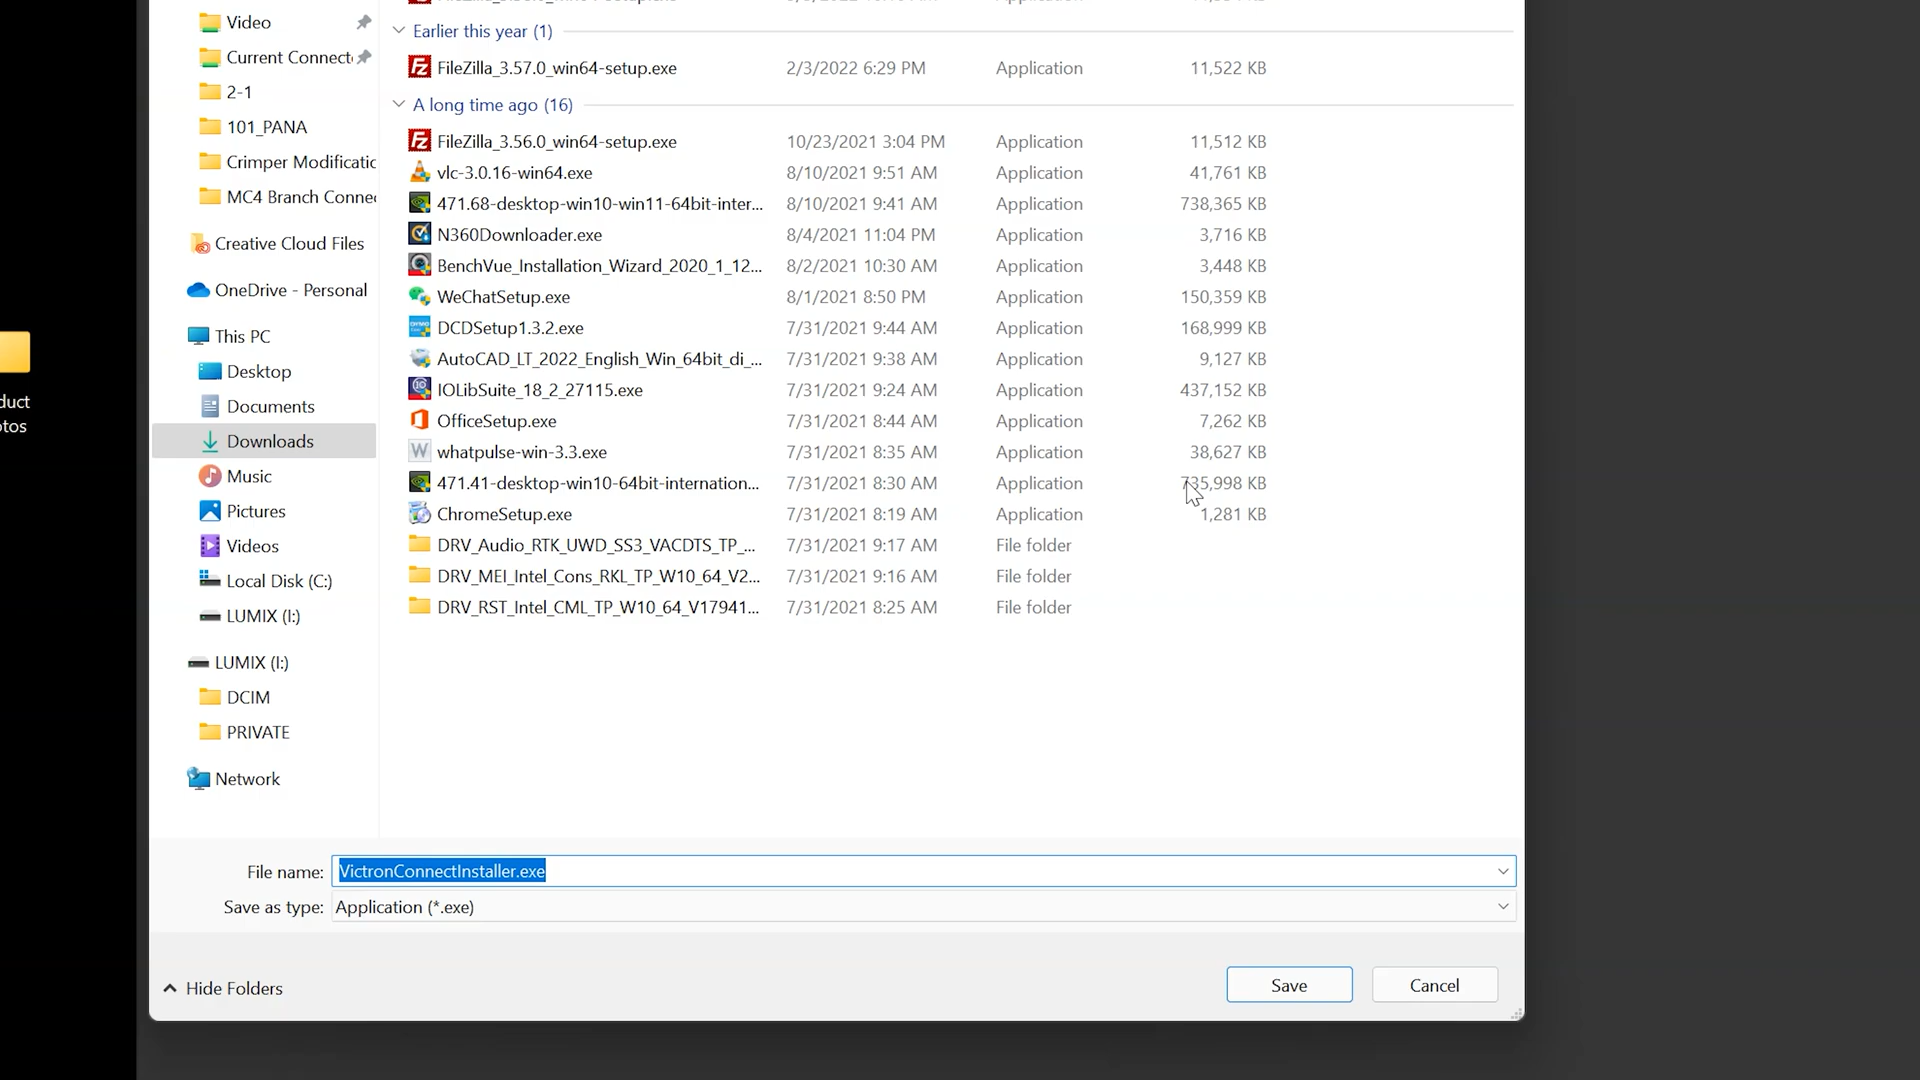 Video
Current Connect
2-1
101_PANA
Crimper Modificatic
MC4 Branch Connec
Creative Cloud Files
OneDrive - Personal
This PC
Desktop
Documents
Downloads
Music
Pictures
Videos
Local Disk (C:)
LUMIX (I:)
LUMIX (I:)
DCIM
PRIVATE
Network
Earlier this year (1)
FileZilla_3.57.0_win64-setup.exe 2/3/2022 6:29 PM Application 11,522 KB
A long time ago (16)
FileZilla_3.56.0_win64-setup.exe 10/23/2021 3:04 PM Application 11,512 KB
vlc-3.0.16-win64.exe 8/10/2021 9:51 AM Application 41,761 KB
471.68-desktop-win10-win11-64bit-inter... 8/10/2021 9:41 AM Application 738,365 KB
N360Downloader.exe 8/4/2021 11:04 PM Application 3,716 KB
BenchVue_Installation_Wizard_2020_1_12... 8/2/2021 10:30 AM Application 3,448 KB
WeChatSetup.exe 8/1/2021 8:50 PM Application 150,359 KB
DCDSetup1.3.2.exe 7/31/2021 9:44 AM Application 168,999 KB
AutoCAD_LT_2022_English_Win_64bit_di_... 7/31/2021 9:38 AM Application 9,127 KB
IOLibSuite_18_2_27115.exe 7/31/2021 9:24 AM Application 437,152 KB
OfficeSetup.exe 7/31/2021 8:44 AM Application 7,262 KB
whatpulse-win-3.3.exe 7/31/2021 8:35 AM Application 38,627 KB
471.41-desktop-win10-64bit-internation... 7/31/2021 8:30 AM Application 735,998 KB
ChromeSetup.exe 7/31/2021 8:19 AM Application 1,281 KB
DRV_Audio_RTK_UWD_SS3_VACDTS_TP_... 7/31/2021 9:17 AM File folder
DRV_MEI_Intel_Cons_RKL_TP_W10_64_V2... 7/31/2021 9:16 AM File folder
DRV_RST_Intel_CML_TP_W10_64_V17941... 7/31/2021 8:25 AM File folder
duct
otos
File name: VictronConnectInstaller.exe
Save as type: Application (*.exe)
Hide Folders
Save
Cancel